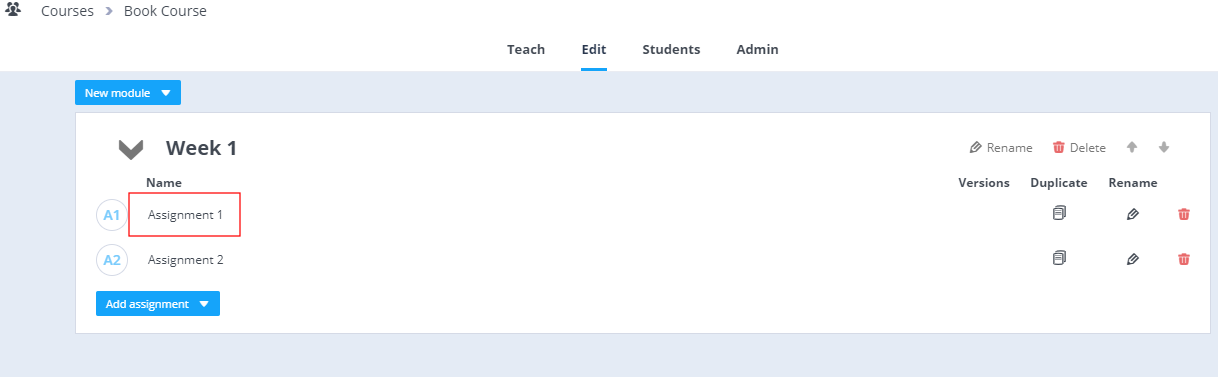 Courses Book Course
Teach Edit Students Admin
New module
Week 1 Rename Delete
Name Versions Duplicate Rename
A1 Assignment 1
A2 Assignment 2
Add assignment